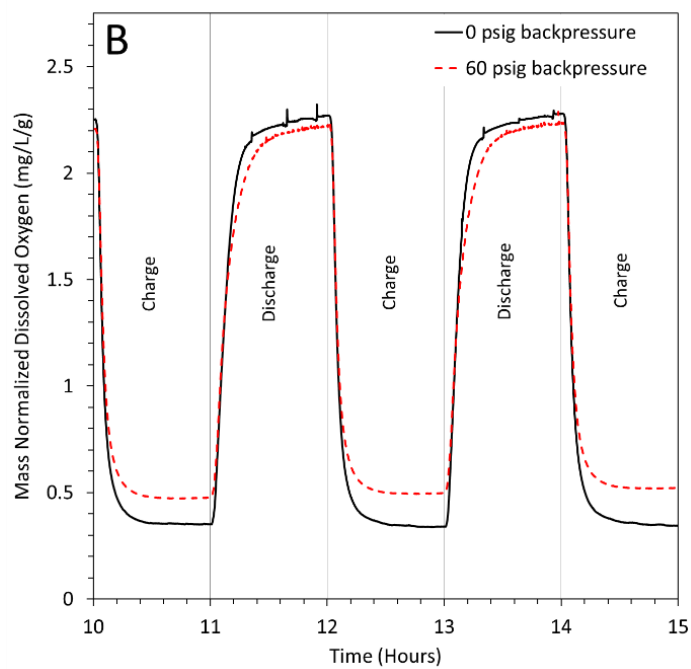 B
0 psig backpressure
60 psig backpressure
Mass Normalized Dissolved Oxygen (mg/L/g)
2.5
2
1.5
1
0.5
0
Charge
Discharge
Charge
Discharge
Charge
10
11
12
13
14
15
Time (Hours)